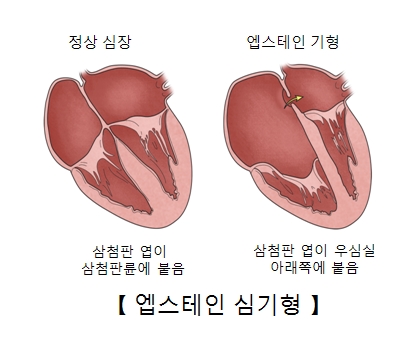 정상 심장
엡스테인 기형
삼첨판 엽이
삼첨판륜에 붙음
삼첨판 엽이 우심실
아래쪽에 붙음
【 엡스테인 심기형 】